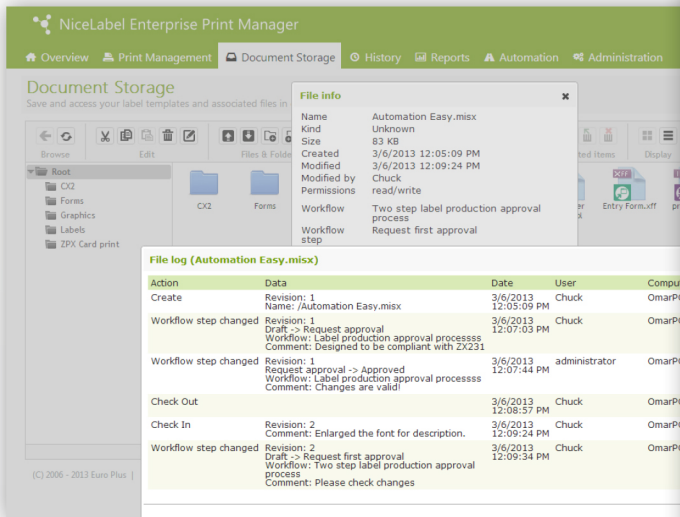 NiceLabel Enterprise Print Manager
Overview Print Management Document Storage History Reports Automation Administration
Document Storage
Save and access your label templates and associated files in
Browse Edit Files & Folde ted Items Display
Root
CX2
Forms
Graphics
Labels
ZPX Card print
CX2 Forms Entry Form.xff
File info
Name Automation Easy.misx
Kind Unknown
Size 83 KB
Created 3/6/2013 12:05:09 PM
Modified 3/6/2013 12:09:24 PM
Modified by Chuck
Permissions read/write
Workflow Two step label production approval
process
Workflow Request first approval
step
File log (Automation Easy.misx)
Action Data Date User Comput
Create Revision: 1 3/6/2013 Chuck OmarPC
Name: /Automation Easy.misx 12:05:09 PM
Workflow step changed Revision: 1 3/6/2013 Chuck OmarPC
Draft -> Request approval 12:07:03 PM
Workflow: Label production approval processss
Comment: Designed to be compliant with ZX231
Workflow step changed Revision: 1 3/6/2013 administrator OmarPC
Request approval -> Approved 12:07:44 PM
Workflow: Label production approval processss
Comment: Changes are valid!
Check Out 3/6/2013 Chuck OmarPC
12:08:57 PM
Check In Revision: 2 3/6/2013 Chuck OmarPC
Comment: Enlarged the font for description. 12:09:24 PM
Workflow step changed Revision: 2 3/6/2013 Chuck OmarPC
Draft -> Request first approval 12:09:34 PM
Workflow: Two step label production approval
process
Comment: Please check changes
(C) 2006 - 2013 Euro Plus |